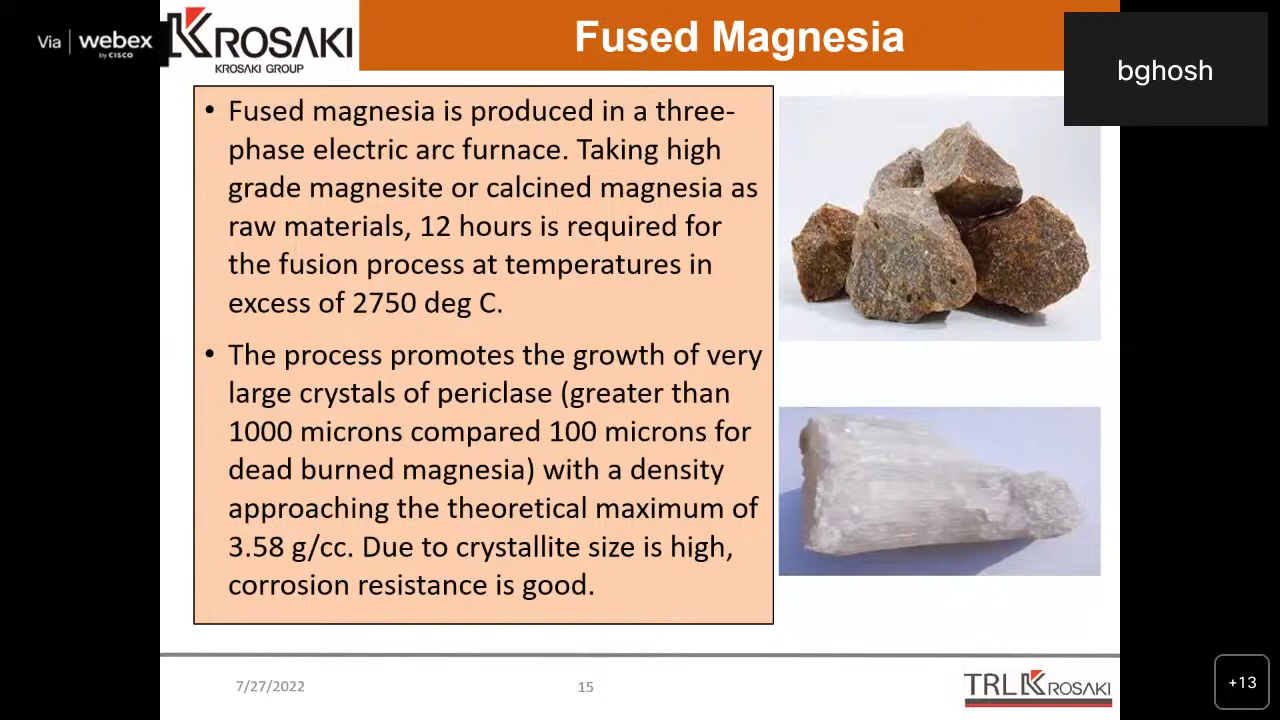 Via | webex
by CISCO
KROSAKI
KROSAKI GROUP
Fused Magnesia
bghosh
• Fused magnesia is produced in a three-
phase electric arc furnace. Taking high
grade magnesite or calcined magnesia as
raw materials, 12 hours is required for
the fusion process at temperatures in
excess of 2750 deg C.
• The process promotes the growth of very
large crystals of periclase (greater than
1000 microns compared 100 microns for
dead burned magnesia) with a density
approaching the theoretical maximum of
3.58 g/cc. Due to crystallite size is high,
corrosion resistance is good.
7/27/2022
15
TRL KROSAKI
+13